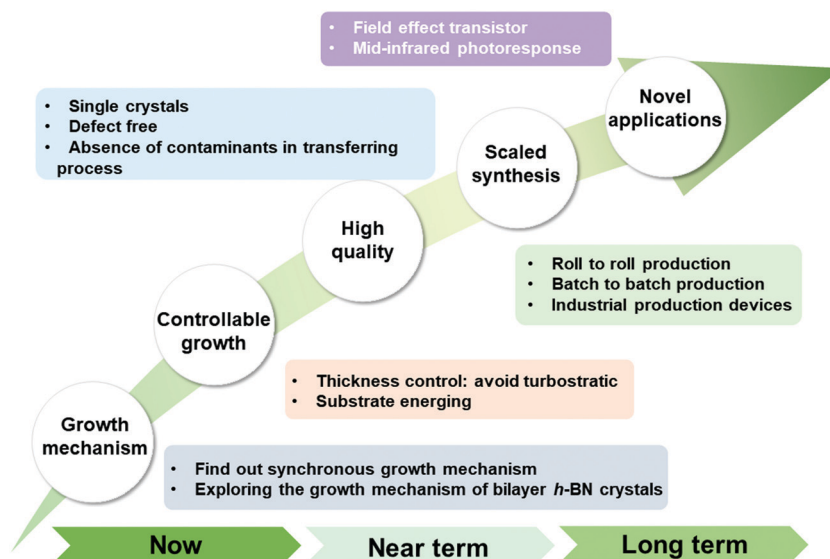 • Field effect transistor
• Mid-infrared photoresponse
Novel
applications
• Single crystals
• Defect free
• Absence of contaminants in transferring
process
Scaled
synthesis
High
quality
• Roll to roll production
• Batch to batch production
• Industrial production devices
Controllable
growth
• Thickness control: avoid turbostratic
• Substrate energing
Growth
mechanism
• Find out synchronous growth mechanism
• Exploring the growth mechanism of bilayer h-BN crystals
Now
Near term
Long term